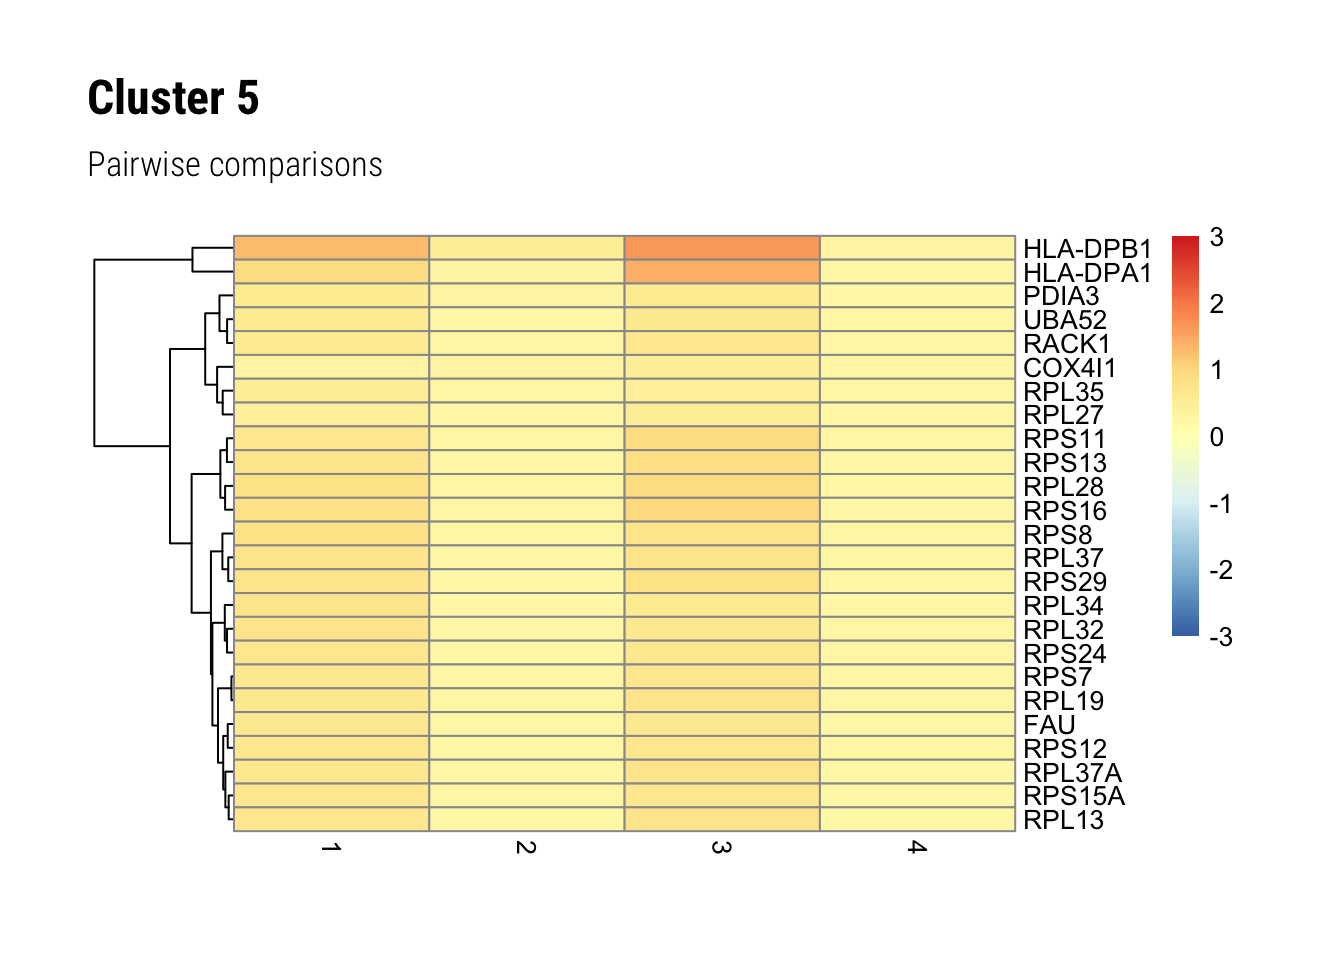 Cluster 5
Pairwise comparisons
HLA-DPB1
HLA-DPA1
PDIA3
UBA52
RACK1
COX4I1
RPL35
RPL27
RPS11
RPS13
RPL28
RPS16
RPS8
RPL37
RPS29
RPL34
RPL32
RPS24
RPS7
RPL19
FAU
RPS12
RPL37A
RPS15A
RPL13
3
2
1
0
-1
-2
-3
1
2
3
4